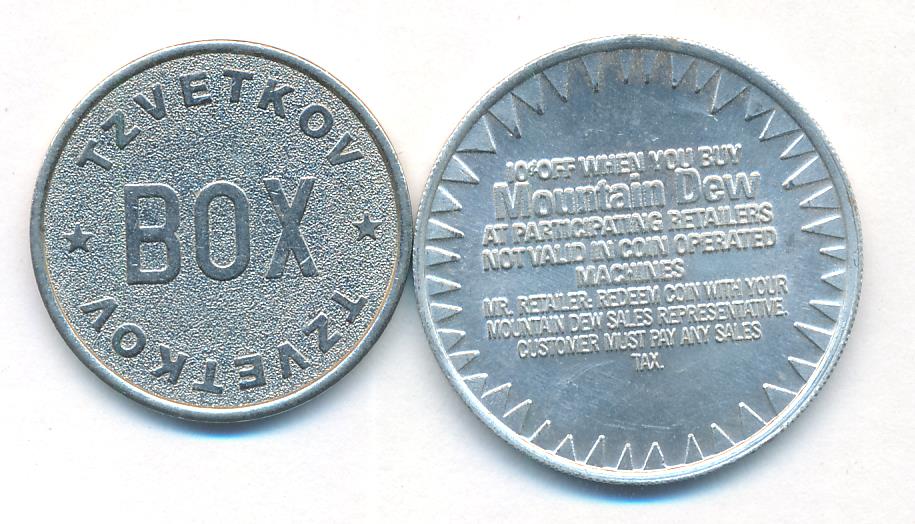 TZVETKOV
BOX
TZVETKOV
10¢ OFF WHEN YOU BUY
Mountain Dew
AT PARTICIPATING RETAILERS
NOT VALID IN COIN OPERATED
MACHINES
MR. RETAILER: REDEEM COIN WITH YOUR
MOUNTAIN DEW SALES REPRESENTATIVE.
CUSTOMER MUST PAY ANY SALES
TAX.